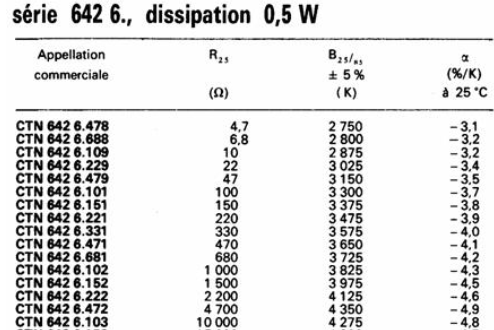 série 642 6., dissipation 0,5 W
Appellation commerciale R₂₅ (Ω) B₂₅/₈₅ ± 5 % (K) α (%/K) à 25 °C
CTN 642 6.478 4,7 2 750 −3,1
CTN 642 6.688 6,8 2 800 −3,2
CTN 642 6.109 10 2 875 −3,2
CTN 642 6.229 22 3 025 −3,4
CTN 642 6.479 47 3 150 −3,5
CTN 642 6.101 100 3 300 −3,7
CTN 642 6.151 150 3 375 −3,8
CTN 642 6.221 220 3 475 −3,9
CTN 642 6.331 330 3 575 −4,0
CTN 642 6.471 470 3 650 −4,1
CTN 642 6.681 680 3 725 −4,2
CTN 642 6.102 1 000 3 825 −4,3
CTN 642 6.152 1 500 3 975 −4,5
CTN 642 6.222 2 200 4 125 −4,6
CTN 642 6.472 4 700 4 350 −4,9
CTN 642 6.103 10 000 4 275 −4,8